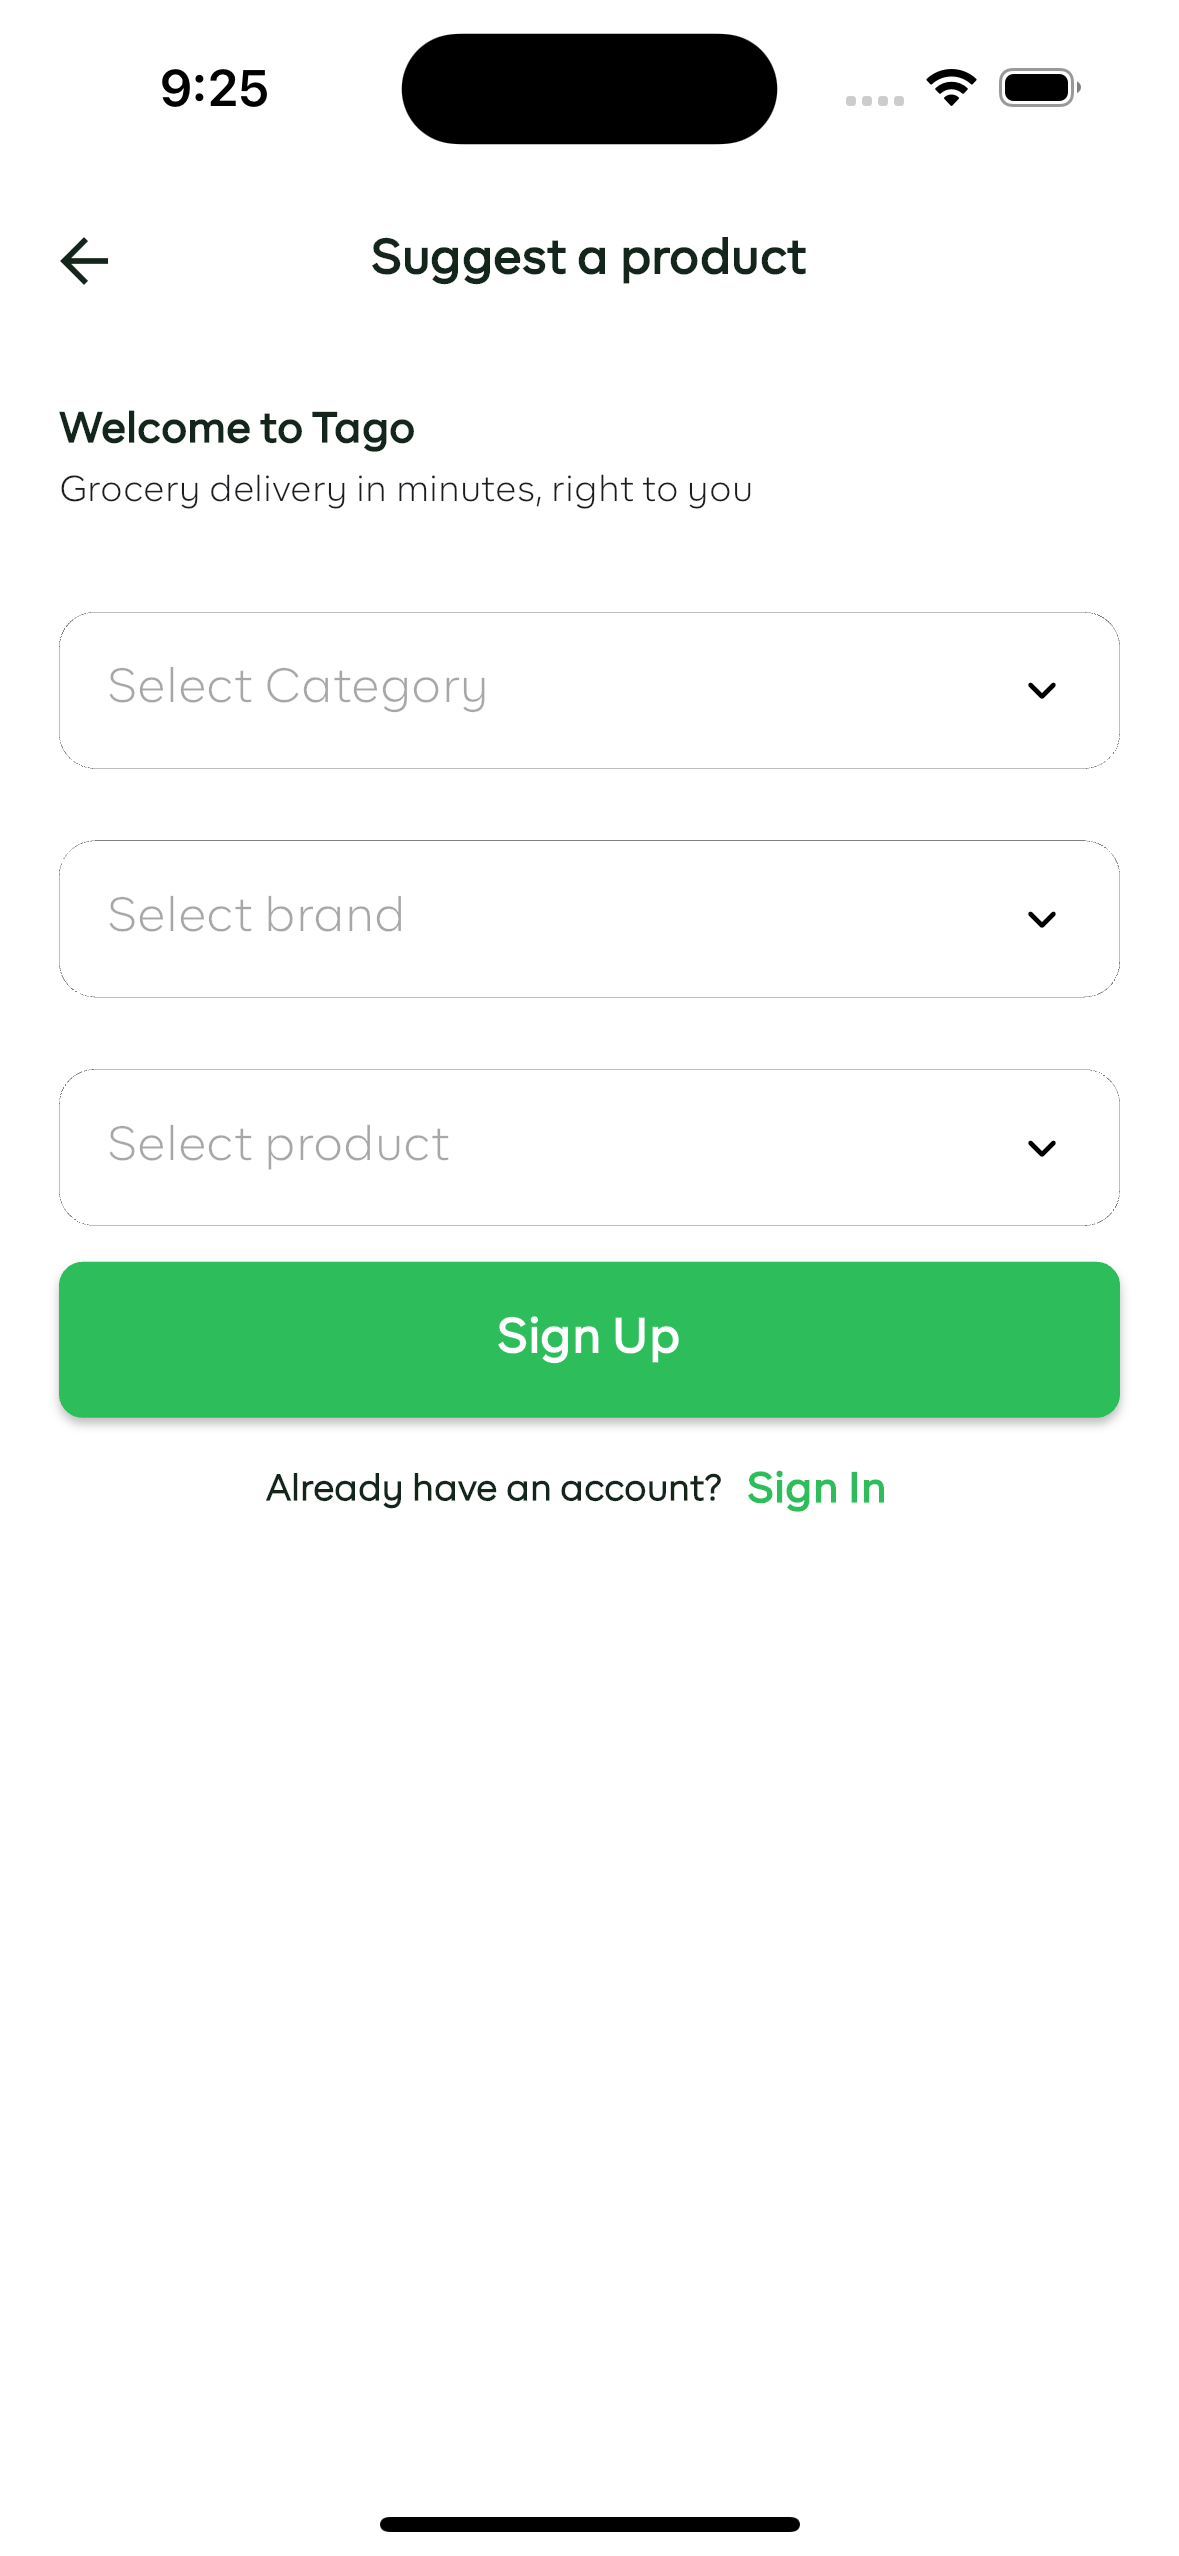 9:25
Suggest a product
Welcome to Tago
Grocery delivery in minutes, right to you
Select Category
Select brand
Select product
Sign Up
Already have an account? Sign In